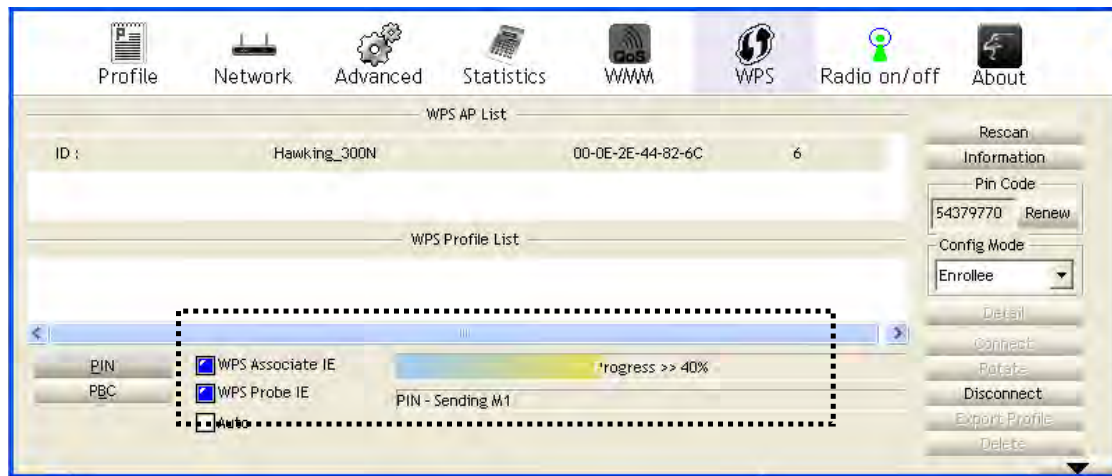 Profile Network Advanced Statistics QoS WMM WPS Radio on/off About
WPS AP List
ID : Hawking_300N 00-0E-2E-44-82-6C 6
WPS Profile List
PIN
PBC
WPS Associate IE
WPS Probe IE
Auto
Progress >> 40%
PIN - Sending M1
Rescan
Information
Pin Code
54379770 Renew
Config Mode
Enrollee
Detail
Connect
Rotate
Disconnect
Export Profile
Delete